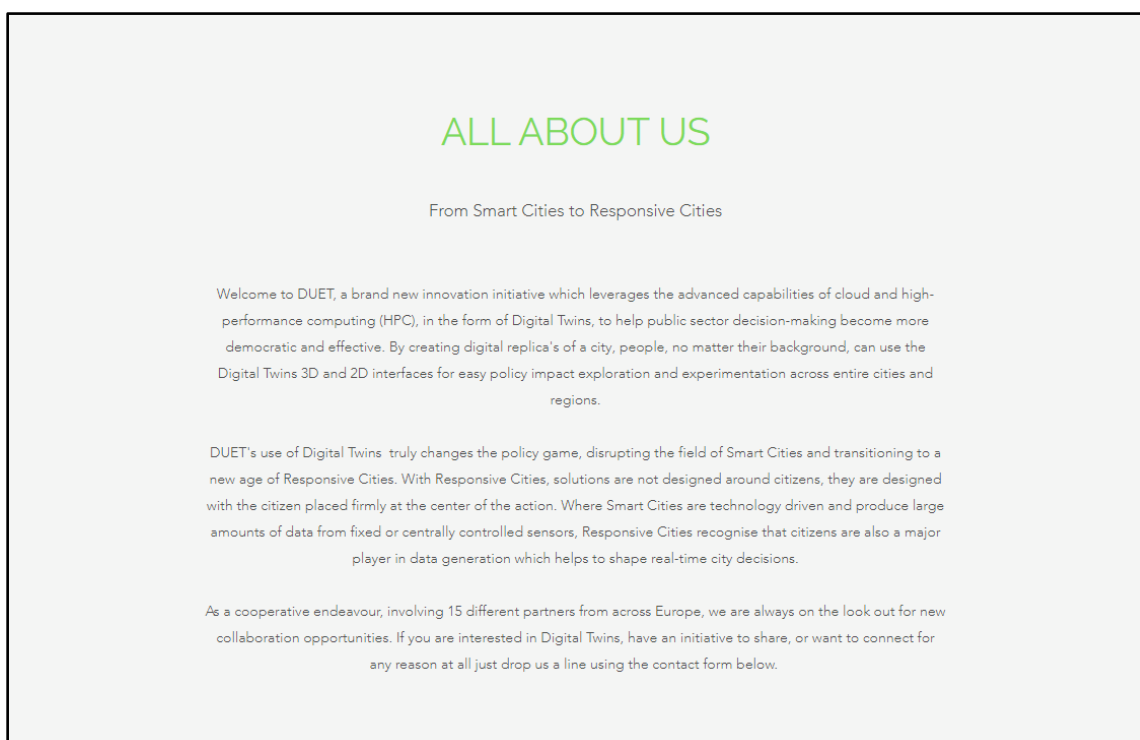 ALL ABOUT US
From Smart Cities to Responsive Cities
Welcome to DUET, a brand new innovation initiative which leverages the advanced capabilities of cloud and high-
performance computing (HPC), in the form of Digital Twins, to help public sector decision-making become more
democratic and effective. By creating digital replica's of a city, people, no matter their background, can use the
Digital Twins 3D and 2D interfaces for easy policy impact exploration and experimentation across entire cities and
regions.
DUET's use of Digital Twins truly changes the policy game, disrupting the field of Smart Cities and transitioning to a
new age of Responsive Cities. With Responsive Cities, solutions are not designed around citizens, they are designed
with the citizen placed firmly at the center of the action. Where Smart Cities are technology driven and produce large
amounts of data from fixed or centrally controlled sensors, Responsive Cities recognise that citizens are also a major
player in data generation which helps to shape real-time city decisions.
As a cooperative endeavour, involving 15 different partners from across Europe, we are always on the look out for new
collaboration opportunities. If you are interested in Digital Twins, have an initiative to share, or want to connect for
any reason at all just drop us a line using the contact form below.